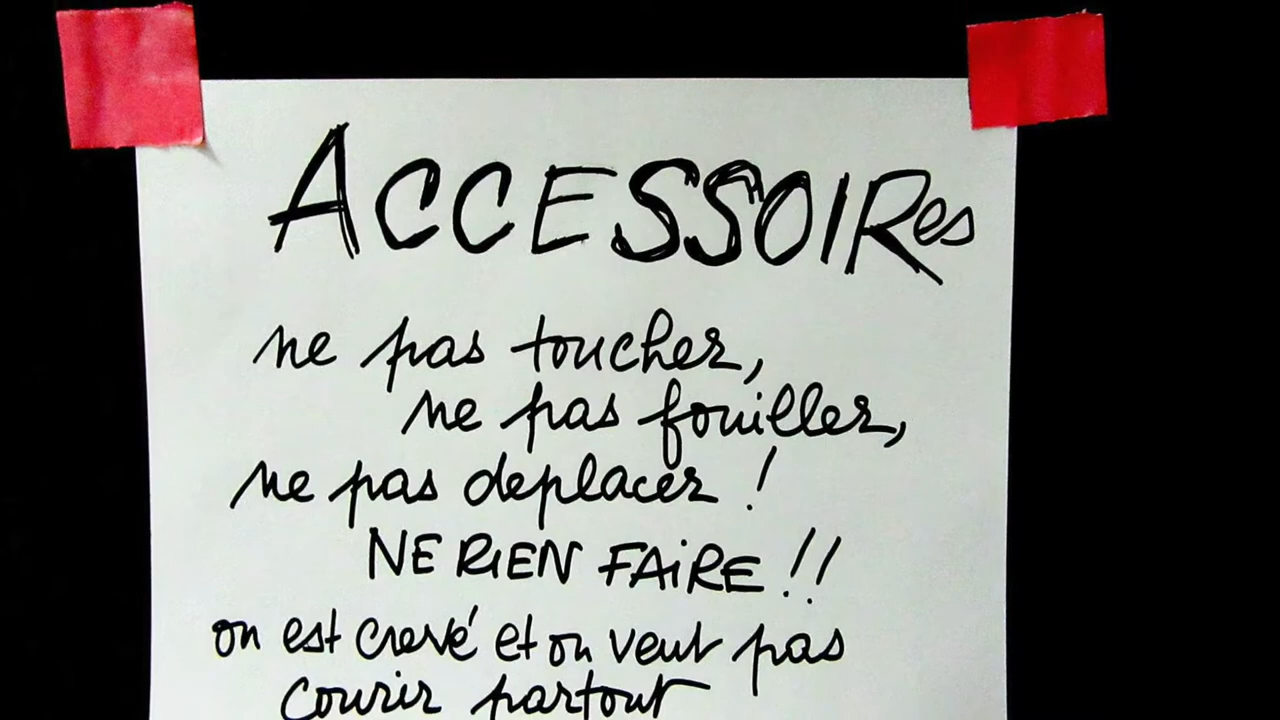 ACCESSOIRes
ne pas toucher,
ne pas fouiller,
ne pas deplacer !
NE RIEN FAiRE !!
on est crevé et on veut pas
courir partout